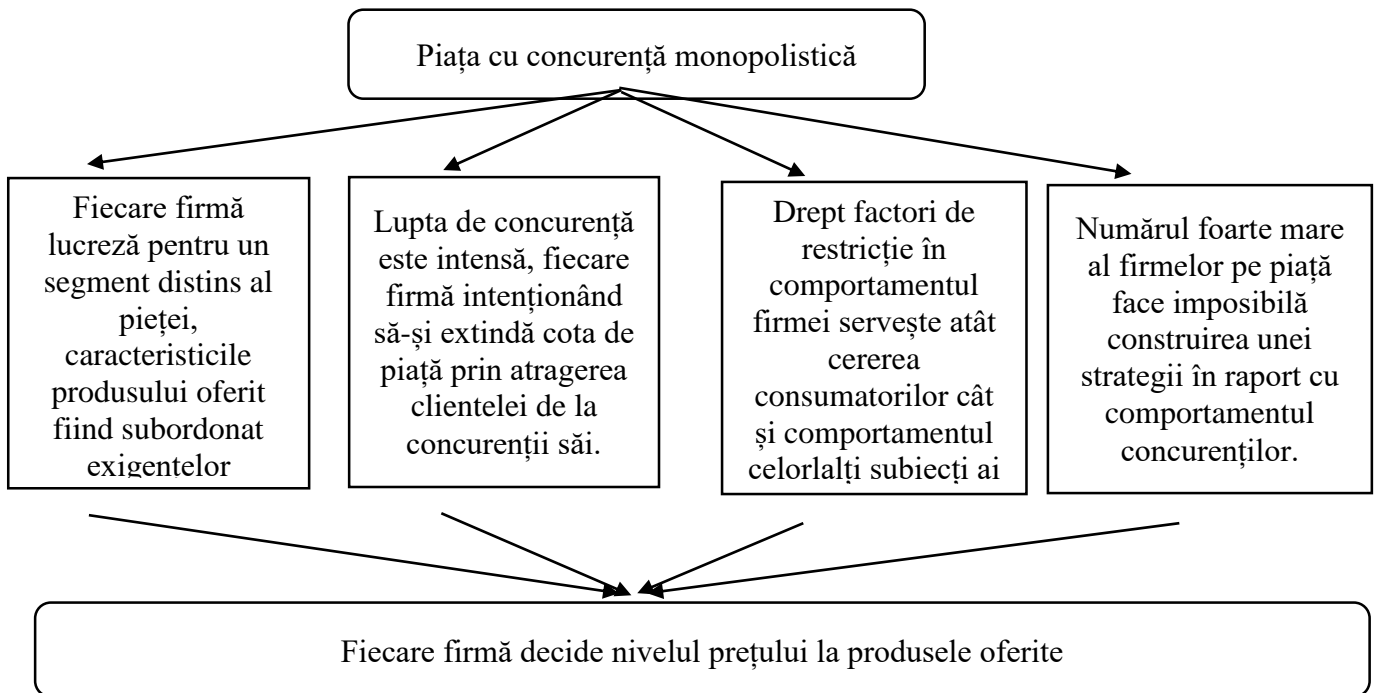 Piața cu concurență monopolistică
Fiecare firmă
lucreză pentru un
segment distins al
pieței,
caracteristicile
produsului oferit
fiind subordonat
exigențelor
Lupta de concurență
este intensă, fiecare
firmă intenționând
să-și extindă cota de
piață prin atragerea
clientelei de la
concurenții săi.
Drept factori de
restricție în
comportamentul
firmei servește atât
cererea
consumatorilor cât
și comportamentul
celorlalți subiecți ai
Numărul foarte mare
al firmelor pe piață
face imposibilă
construirea unei
strategii în raport cu
comportamentul
concurenților.
Fiecare firmă decide nivelul prețului la produsele oferite